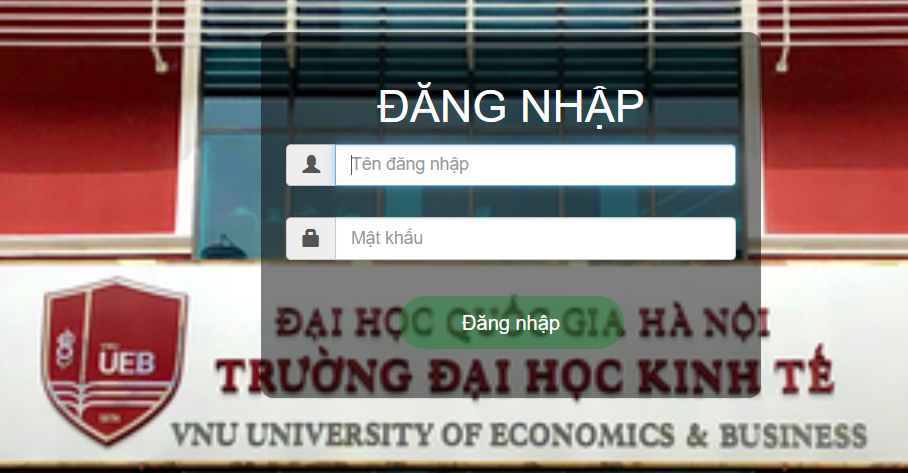 ĐĂNG NHẬP
Tên đăng nhập
Mật khẩu
ĐẠI HỌC QUỐC GIA HÀ NỘI
Đăng nhập
UEB
TRƯỜNG ĐẠI HỌC KINH TẾ
VNU UNIVERSITY OF ECONOMICS & BUSINESS